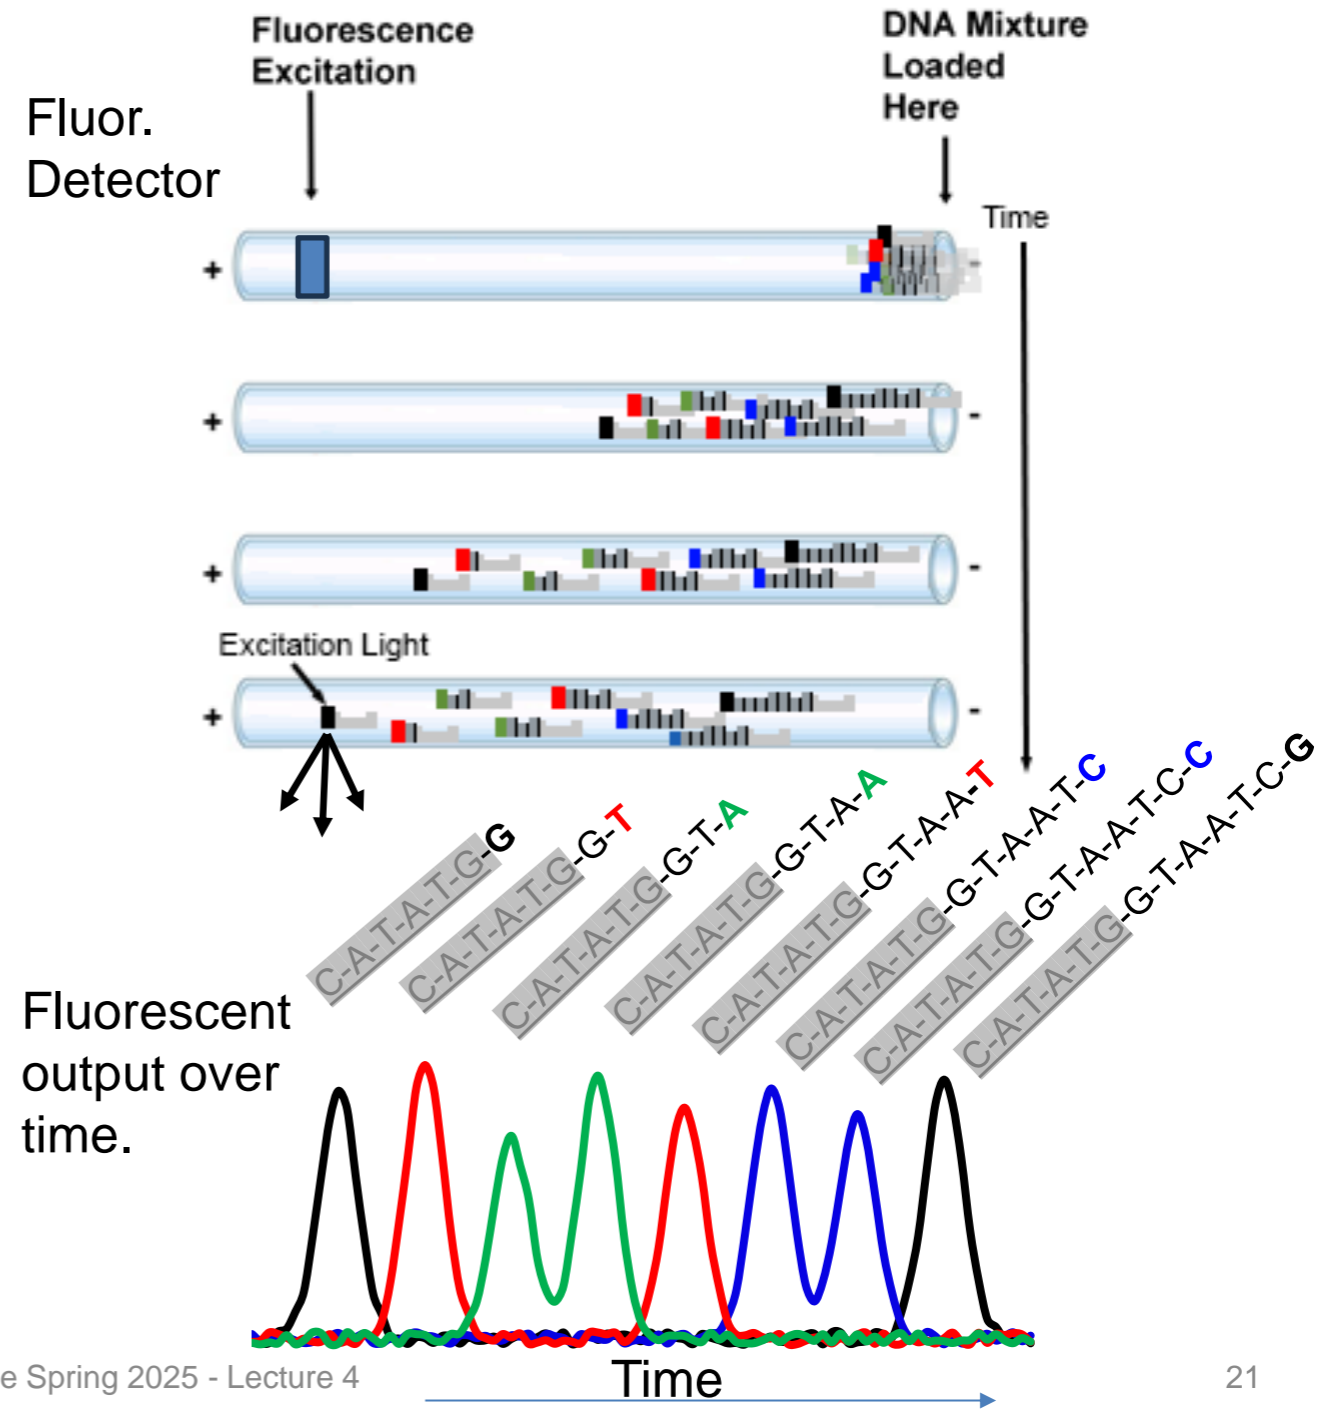 Fluorescence
Excitation
DNA Mixture
Loaded
Here
Fluor.
Detector
Time
+
-
+
-
+
-
Excitation Light
+
-
C-A-T-A-T-G-G
C-A-T-A-T-G-G-T
C-A-T-A-T-G-G-T-A
C-A-T-A-T-G-G-T-A-A
C-A-T-A-T-G-G-T-A-A-T
C-A-T-A-T-G-G-T-A-A-T-C
C-A-T-A-T-G-G-T-A-A-T-C-C
C-A-T-A-T-G-G-T-A-A-T-C-G
Fluorescent
output over
time.
Time
e Spring 2025 - Lecture 4
21